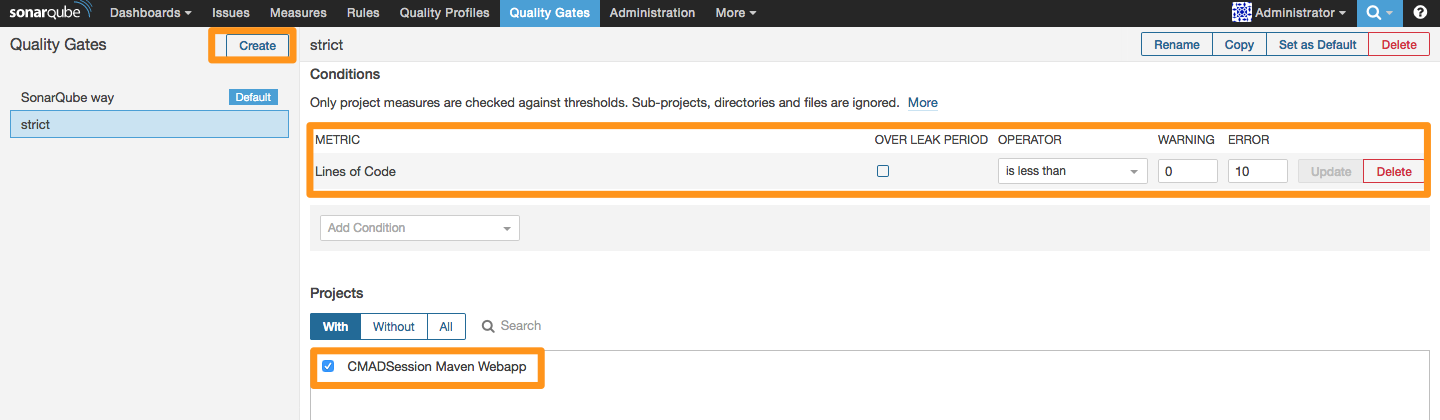 sonarqube Dashboards Issues Measures Rules Quality Profiles Quality Gates Administration More Administrator ?
Quality Gates Create strict Rename Copy Set as Default Delete
Conditions
SonarQube way Default
Only project measures are checked against thresholds. Sub-projects, directories and files are ignored. More
strict
METRIC OVER LEAK PERIOD OPERATOR WARNING ERROR
Lines of Code is less than 0 10 Update Delete
Add Condition
Projects
With Without All Search
CMADSession Maven Webapp